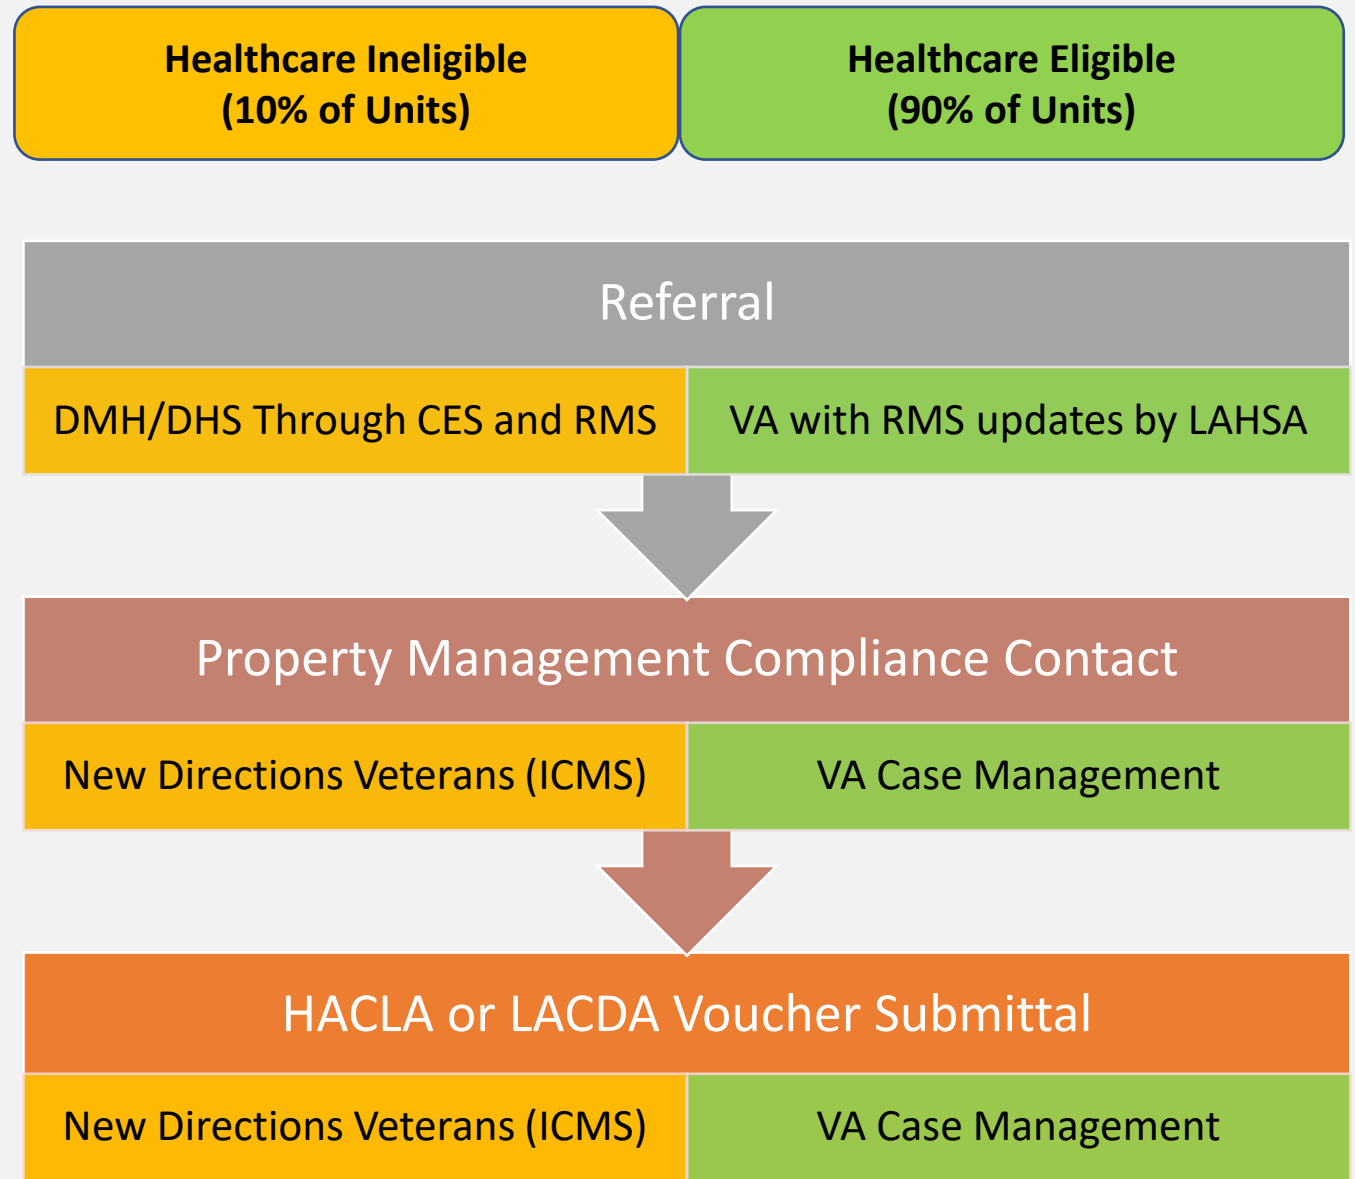 Healthcare Ineligible
(10% of Units)
Healthcare Eligible
(90% of Units)
Referral
DMH/DHS Through CES and RMS
VA with RMS updates by LAHSA
Property Management Compliance Contact
New Directions Veterans (ICMS)
VA Case Management
HACLA or LACDA Voucher Submittal
New Directions Veterans (ICMS)
VA Case Management